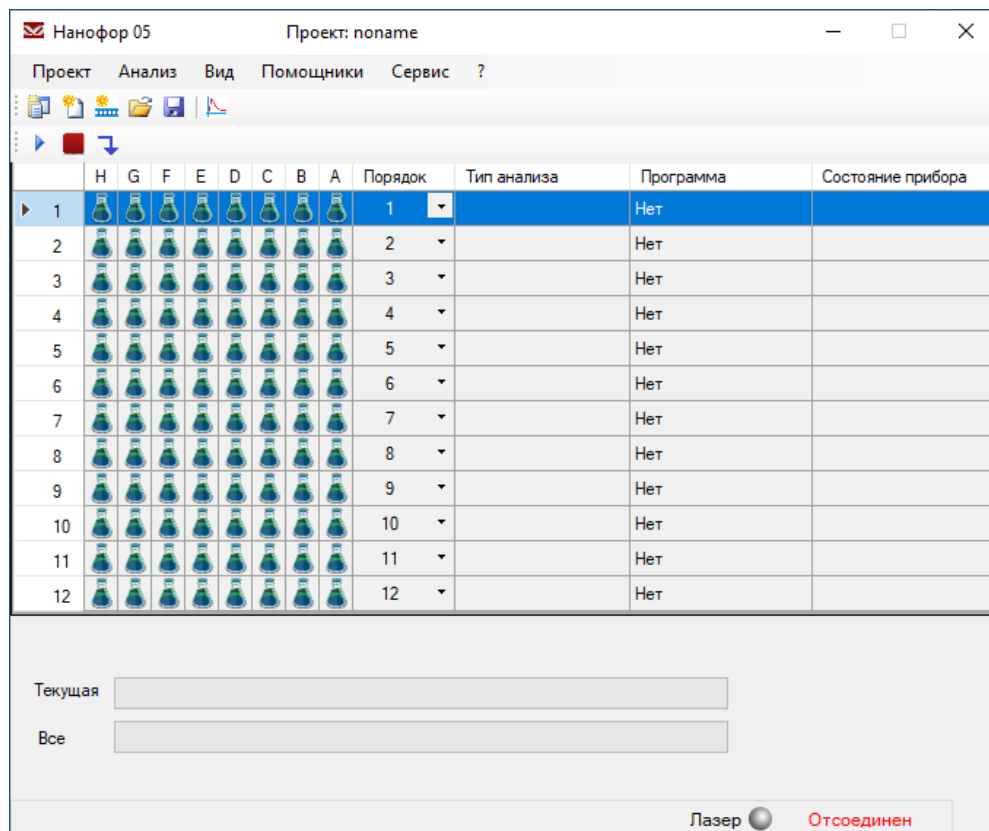 Нанофор 05 Проект: noname
Проект Анализ Вид Помощники Сервис ?
H G F E D C B A Порядок Тип анализа Программа Состояние прибора
1 1 Нет
2 2 Нет
3 3 Нет
4 4 Нет
5 5 Нет
6 6 Нет
7 7 Нет
8 8 Нет
9 9 Нет
10 10 Нет
11 11 Нет
12 12 Нет
Текущая
Все
Лазер Отсоединен